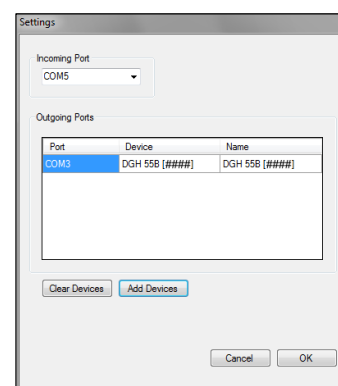 Settings
Incoming Port
COM5
Outgoing Ports
Port Device Name
COM3 DGH 55B [####] DGH 55B [####]
Clear Devices Add Devices
Cancel OK